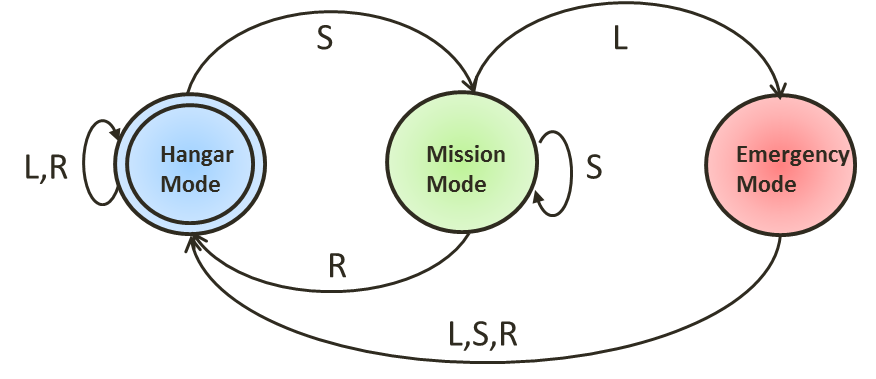 S
L
Hangar
Mode
Mission
Mode
Emergency
Mode
L,R
S
R
L,S,R